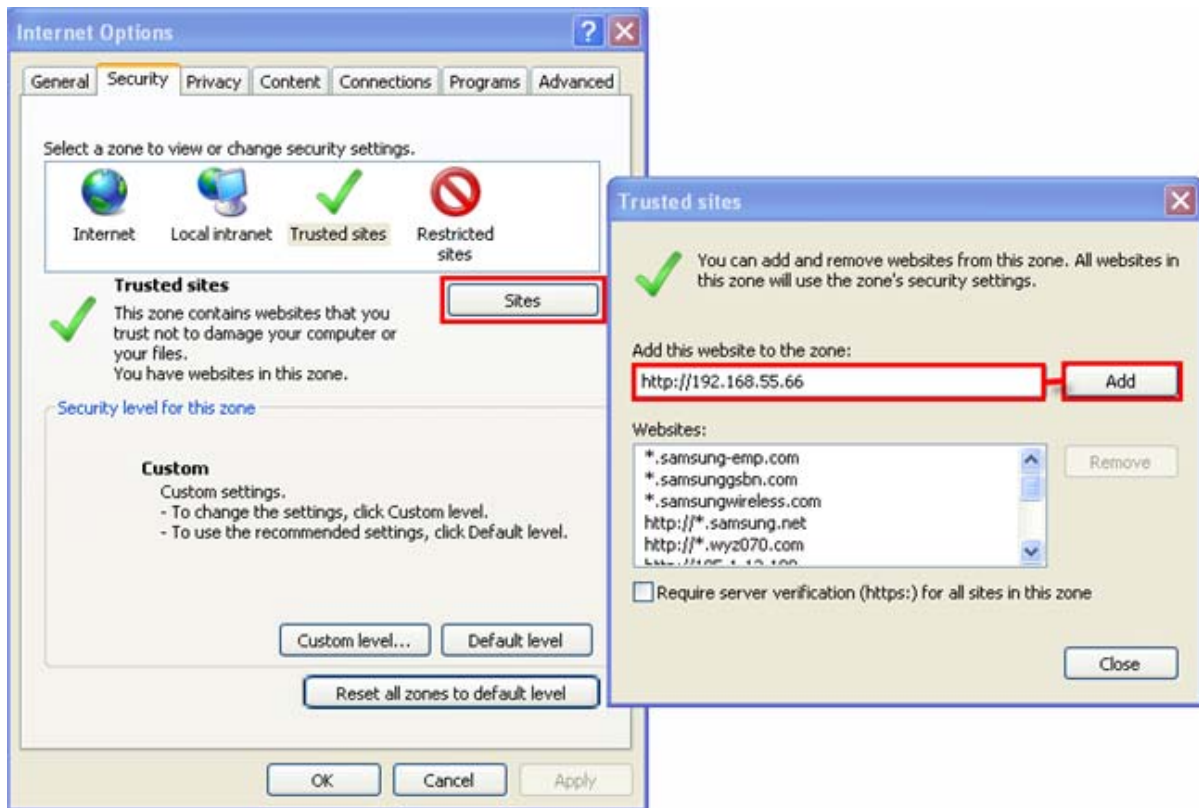 Internet Options
General Security Privacy Content Connections Programs Advanced
Select a zone to view or change security settings.
Internet Local intranet Trusted sites Restricted
sites
Trusted sites
Sites
This zone contains websites that you
trust not to damage your computer or
your files.
You have websites in this zone.
Security level for this zone
Custom
Custom settings.
- To change the settings, click Custom level.
- To use the recommended settings, click Default level.
Custom level... Default level
Reset all zones to default level
OK Cancel Apply
Trusted sites
You can add and remove websites from this zone. All websites in
this zone will use the zone's security settings.
Add this website to the zone:
http://192.168.55.66 Add
Websites:
*.samsung-emp.com
*.samsunggsbn.com
*.samsungwireless.com
http://*.samsung.net
http://*.wyz070.com
Remove
Require server verification (https:) for all sites in this zone
Close